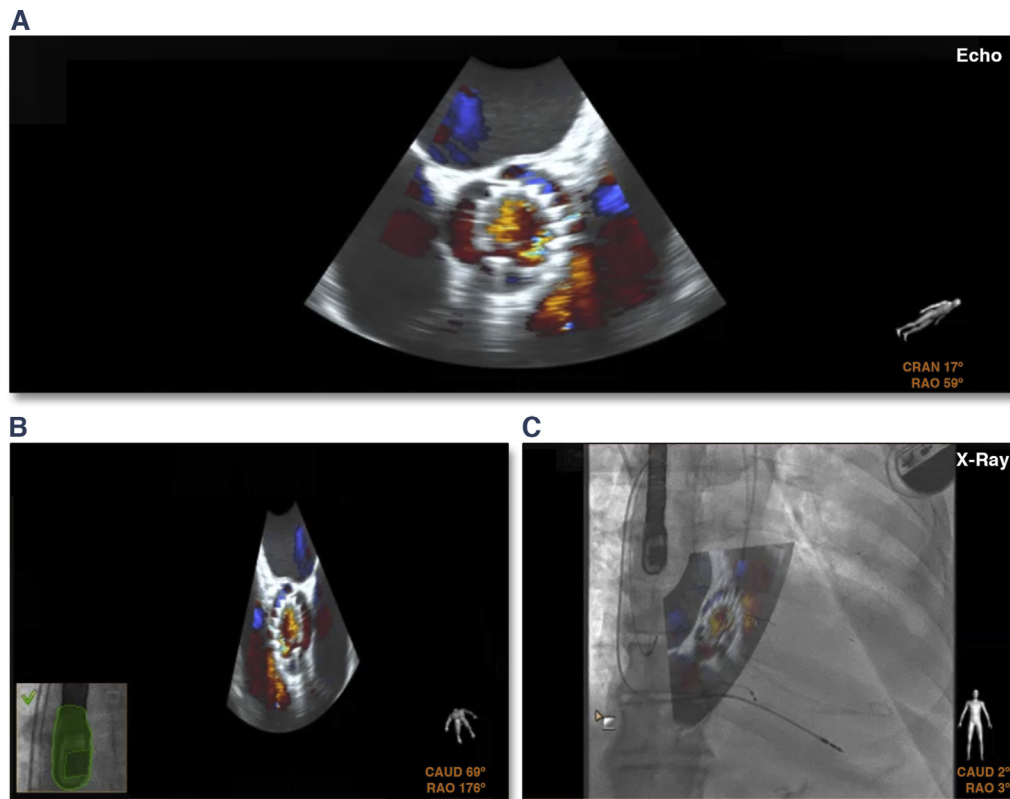 A
Echo
CRAN 17°
RAO 59°
B
CAUD 69°
RAO 176°
C
X-Ray
CAUD 2°
RAO 3°